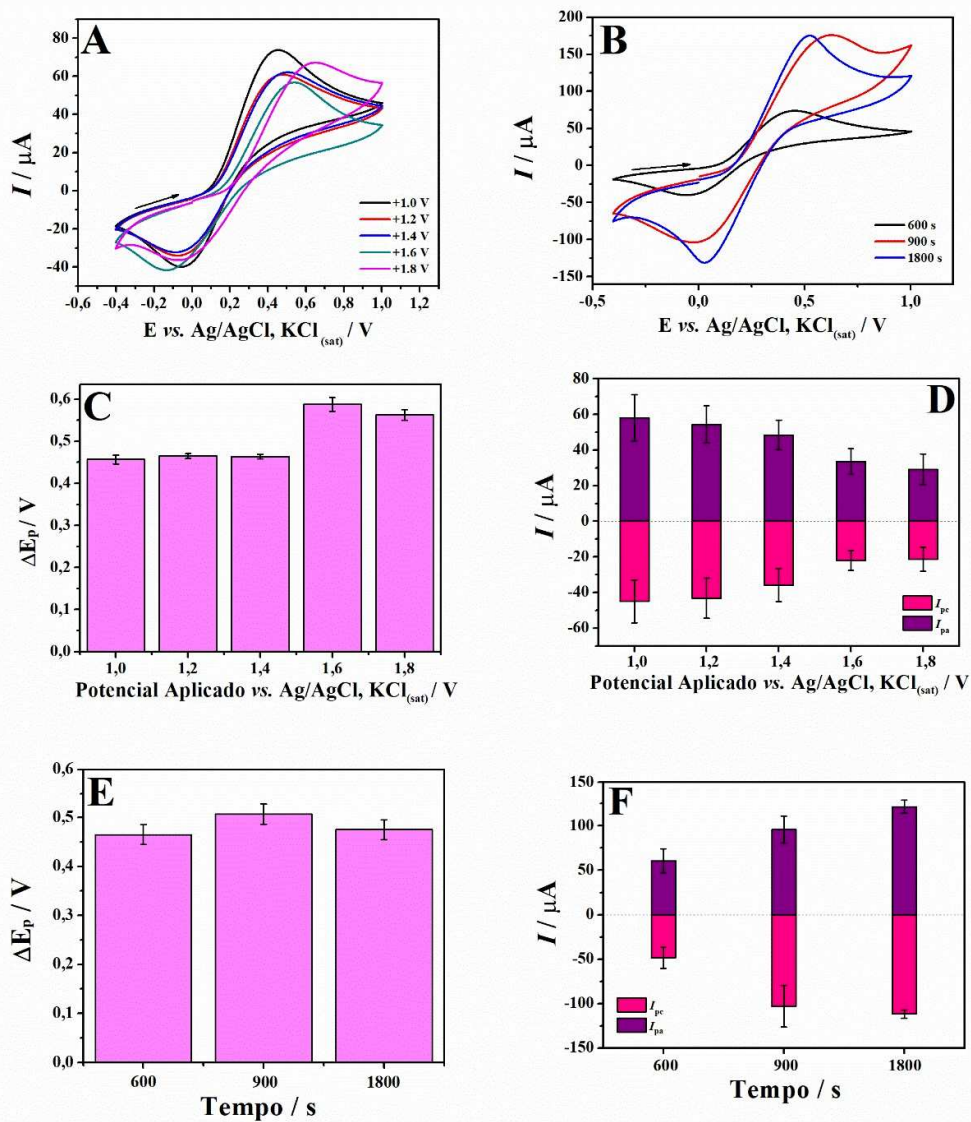 A
80
60
40
20
0
-20
-40
I / μA
+1.0 V
+1.2 V
+1.4 V
+1.6 V
+1.8 V
-0,6 -0,4 -0,2 0,0 0,2 0,4 0,6 0,8 1,0 1,2
E vs. Ag/AgCl, KCl(sat) / V
B
200
150
100
50
0
-50
-100
-150
I / μA
600 s
900 s
1800 s
-0,5 0,0 0,5 1,0
E vs. Ag/AgCl, KCl(sat) / V
C
0,6
0,5
0,4
0,3
0,2
0,1
0,0
ΔEp / V
1,0 1,2 1,4 1,6 1,8
Potencial Aplicado vs. Ag/AgCl, KCl(sat) / V
D
80
60
40
20
0
-20
-40
-60
I / μA
Ipc
Ipa
1,0 1,2 1,4 1,6 1,8
Potencial Aplicado vs. Ag/AgCl, KCl(sat) / V
E
0,6
0,5
0,4
0,3
0,2
0,1
0,0
ΔEp / V
600 900 1800
Tempo / s
F
150
100
50
0
-50
-100
-150
I / μA
Ipc
Ipa
600 900 1800
Tempo / s